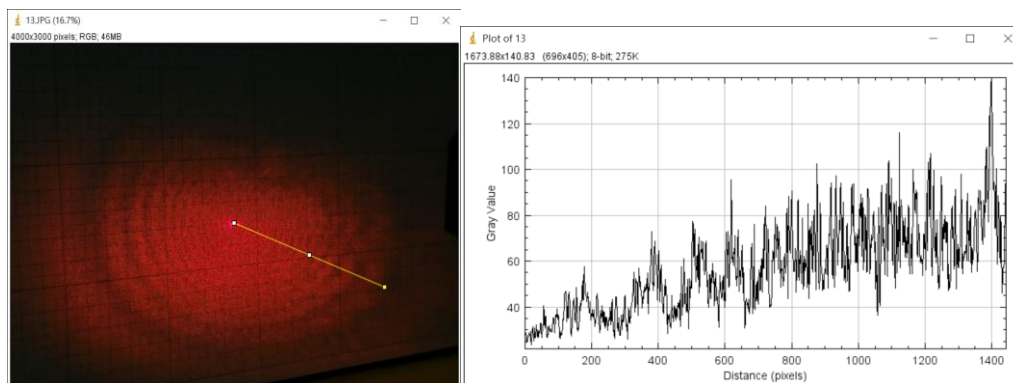 13.JPG (16.7%)
4000x3000 pixels; RGB; 46MB
Plot of 13
1673.88x140.83 (696x405); 8-bit; 275K
140
120
100
80
60
40
Gray Value
0
200
400
600
800
1000
1200
1400
Distance (pixels)